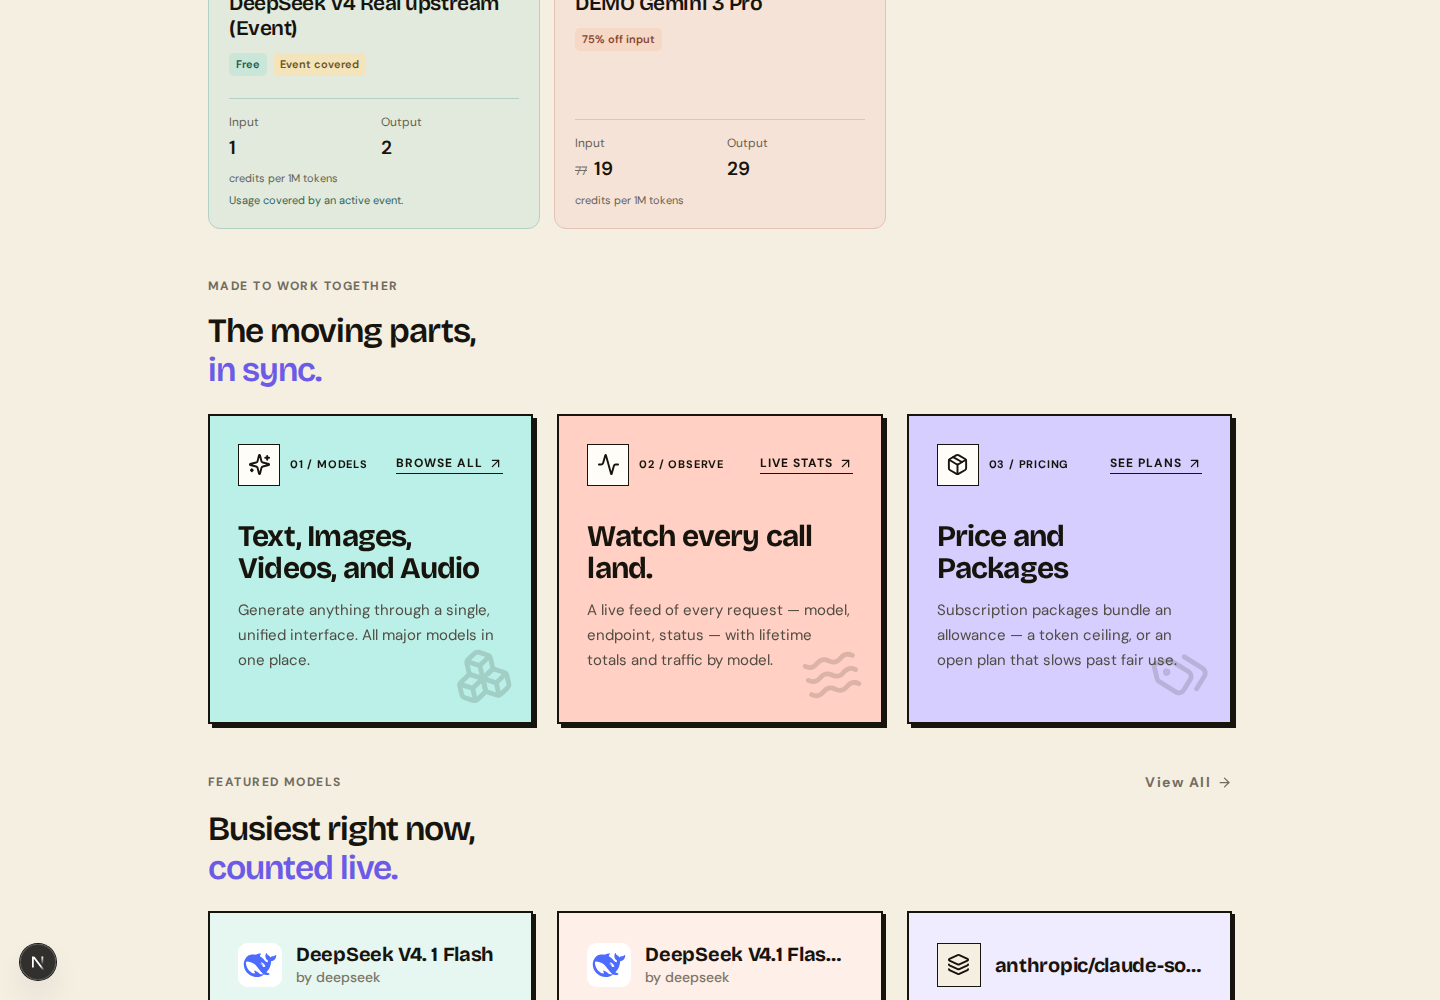 DeepSeek V4 Real upstream
(Event)
Free
Event covered
Input
Output
1
2
credits per 1M tokens
Usage covered by an active event.
DEMO Gemini 3 Pro
75% off input
Input
Output
77 19
29
credits per 1M tokens
MADE TO WORK TOGETHER
The moving parts,
in sync.
01 / MODELS
BROWSE ALL
Text, Images,
Videos, and Audio
Generate anything through a single,
unified interface. All major models in
one place.
02 / OBSERVE
LIVE STATS
Watch every call
land.
A live feed of every request — model,
endpoint, status — with lifetime
totals and traffic by model.
03 / PRICING
SEE PLANS
Price and
Packages
Subscription packages bundle an
allowance — a token ceiling, or an
open plan that slows past fair use.
FEATURED MODELS
View All
Busiest right now,
counted live.
DeepSeek V4. 1 Flash
by deepseek
DeepSeek V4.1 Flas...
by deepseek
anthropic/claude-so...
N